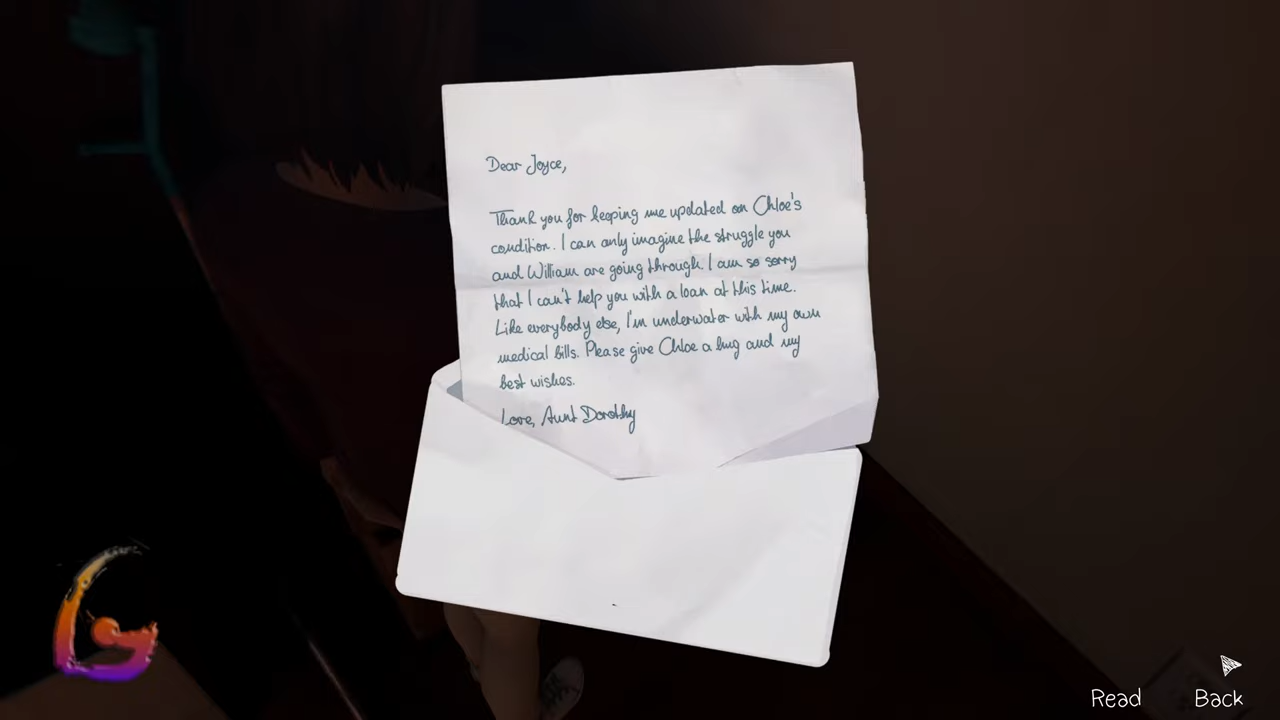 Dear Joyce,
Thank you for keeping me updated on Chloe's
condition. I can only imagine the struggle you
and William are going through. I am so sorry
that I can't help you with a loan at this time.
Like everybody else, I'm underwater with my own
medical bills. Please give Chloe a hug and my
best wishes.
Love, Aunt Dorothy
Read Back